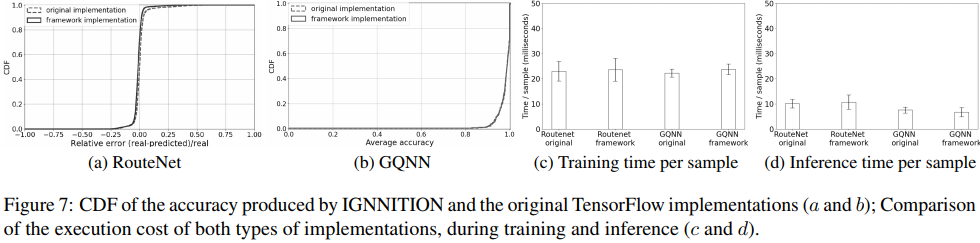 original implementation
framework implementation
CDF
1.0
0.8
0.6
0.4
0.2
0.0
−1.00 −0.75 −0.50 −0.25 0.00 0.25 0.50 0.75 1.00
Relative error (real-predicted)/real
(a) RouteNet
original implementation
framework implementation
CDF
1.0
0.8
0.6
0.4
0.2
0.0
0.0 0.2 0.4 0.6 0.8 1.0
Average accuracy
(b) GQNN
Time / sample (milliseconds)
50
40
30
20
10
0
Routenet original
Routenet framework
GQNN original
GQNN framework
(c) Training time per sample
Time / sample (milliseconds)
50
40
30
20
10
0
RouteNet original
RouteNet framework
GQNN original
GQNN framework
(d) Inference time per sample
Figure 7: CDF of the accuracy produced by IGNNITION and the original TensorFlow implementations (a and b); Comparison
of the execution cost of both types of implementations, during training and inference (c and d).